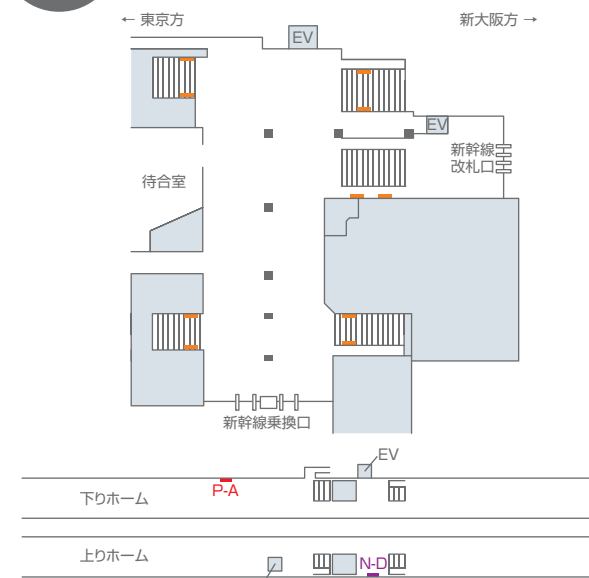 ← 東京方
新大阪方 →
EV
EV
新幹線
改札口
待合室
新幹線乗換口
EV
P-A
下りホーム
上りホーム
N-D